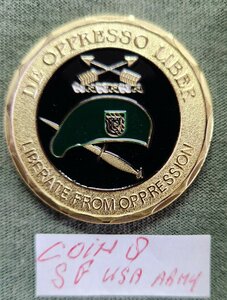 DE OPPRESSO LIBER
LIBERATE FROM OPPRESSION
COIN 8
SF USA ARMY